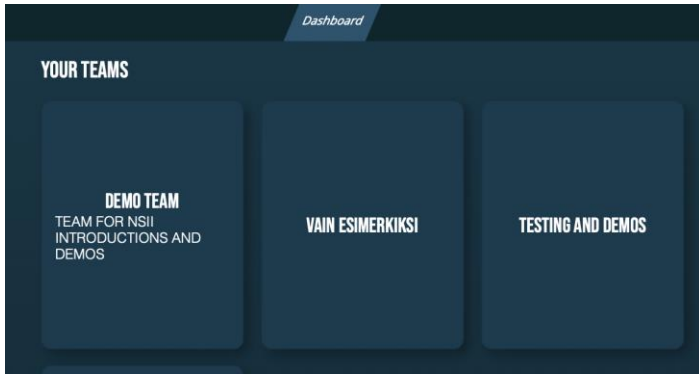 Dashboard
YOUR TEAMS
DEMO TEAM
TEAM FOR NSII
INTRODUCTIONS AND
DEMOS
VAIN ESIMERKIKSI
TESTING AND DEMOS